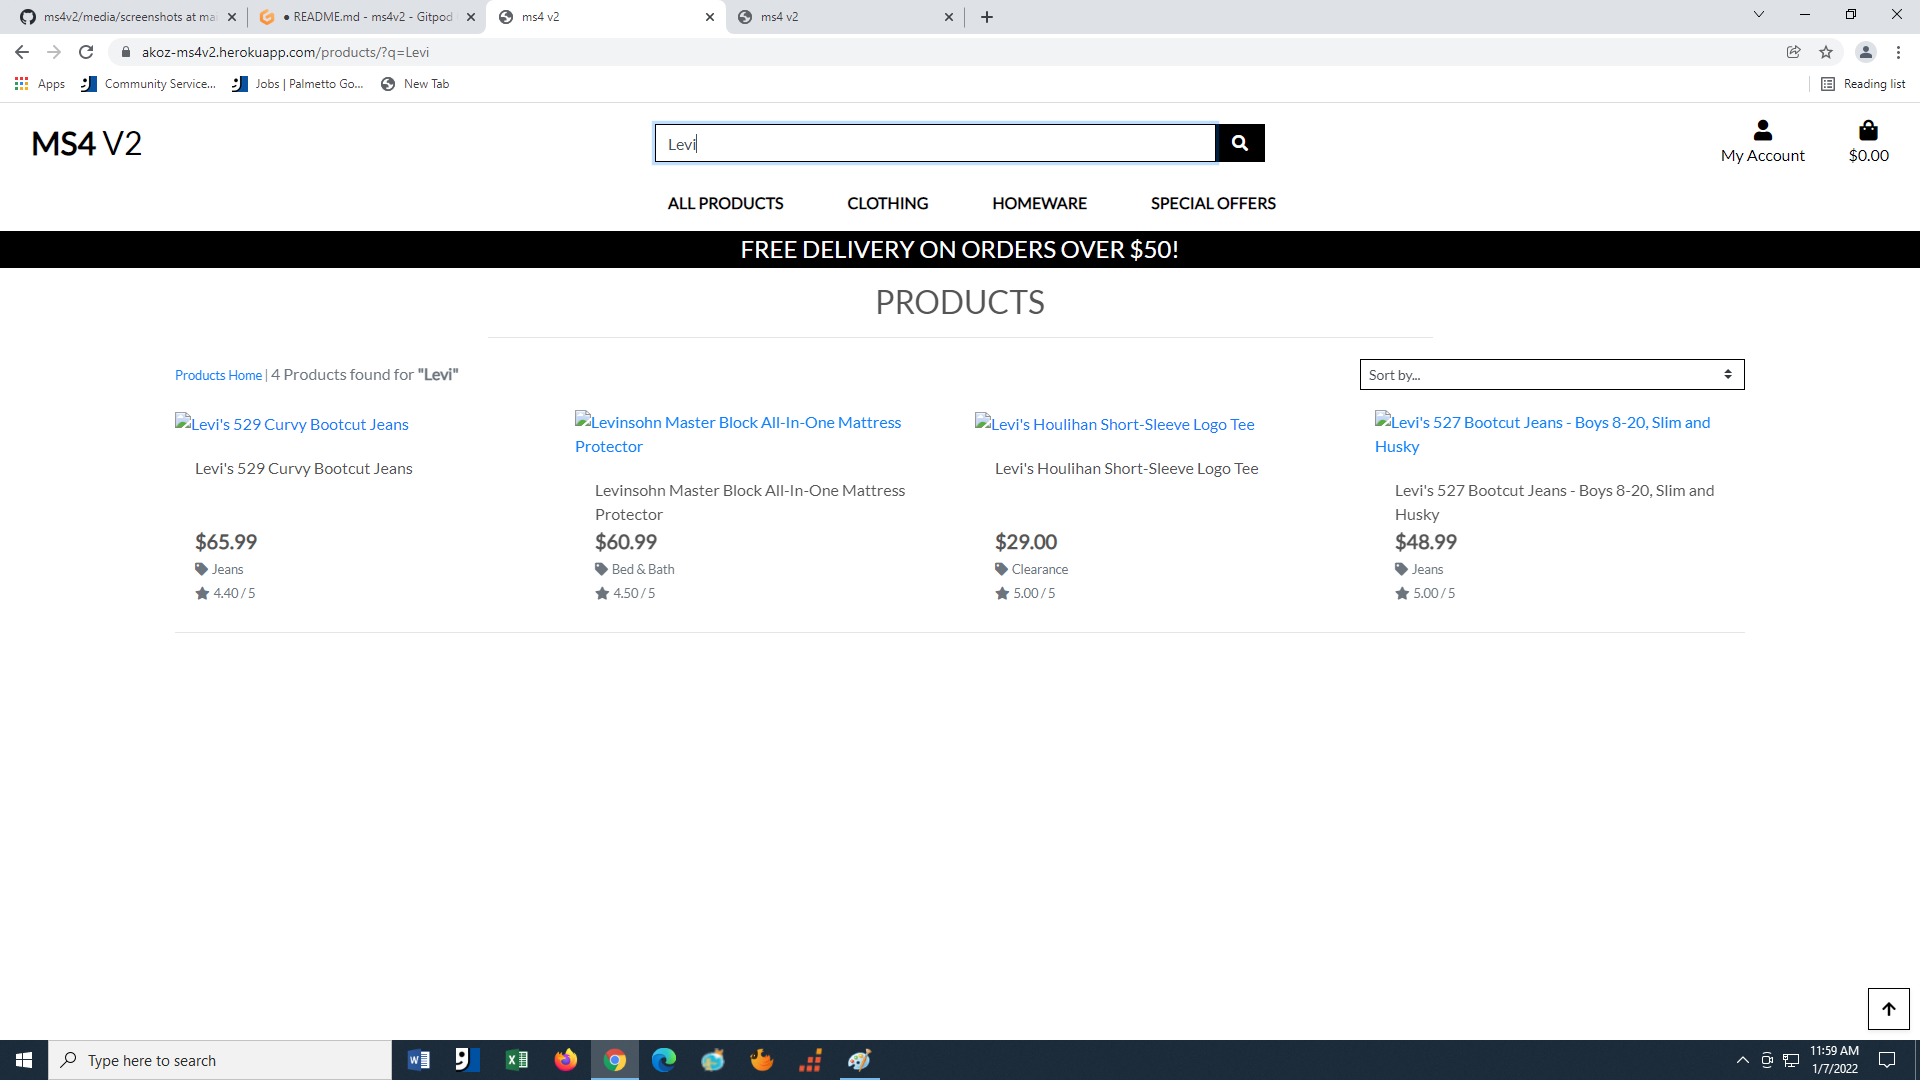 ms4v2/media/screenshots at mai
● README.md - ms4v2 - Gitpod
ms4 v2
ms4 v2
akoz-ms4v2.herokuapp.com/products/?q=Levi
Apps
Community Service...
Jobs | Palmetto Go...
New Tab
Reading list
MS4 V2
Levi
My Account
$0.00
ALL PRODUCTS
CLOTHING
HOMEWARE
SPECIAL OFFERS
FREE DELIVERY ON ORDERS OVER $50!
PRODUCTS
Products Home | 4 Products found for "Levi"
Sort by...
Levi's 529 Curvy Bootcut Jeans
Levi's 529 Curvy Bootcut Jeans
$65.99
Jeans
4.40 / 5
Levinsohn Master Block All-In-One Mattress
Protector
Levinsohn Master Block All-In-One Mattress
Protector
$60.99
Bed & Bath
4.50 / 5
Levi's Houlihan Short-Sleeve Logo Tee
Levi's Houlihan Short-Sleeve Logo Tee
$29.00
Clearance
5.00 / 5
Levi's 527 Bootcut Jeans - Boys 8-20, Slim and
Husky
Levi's 527 Bootcut Jeans - Boys 8-20, Slim and
Husky
$48.99
Jeans
5.00 / 5
Type here to search
11:59 AM
1/7/2022